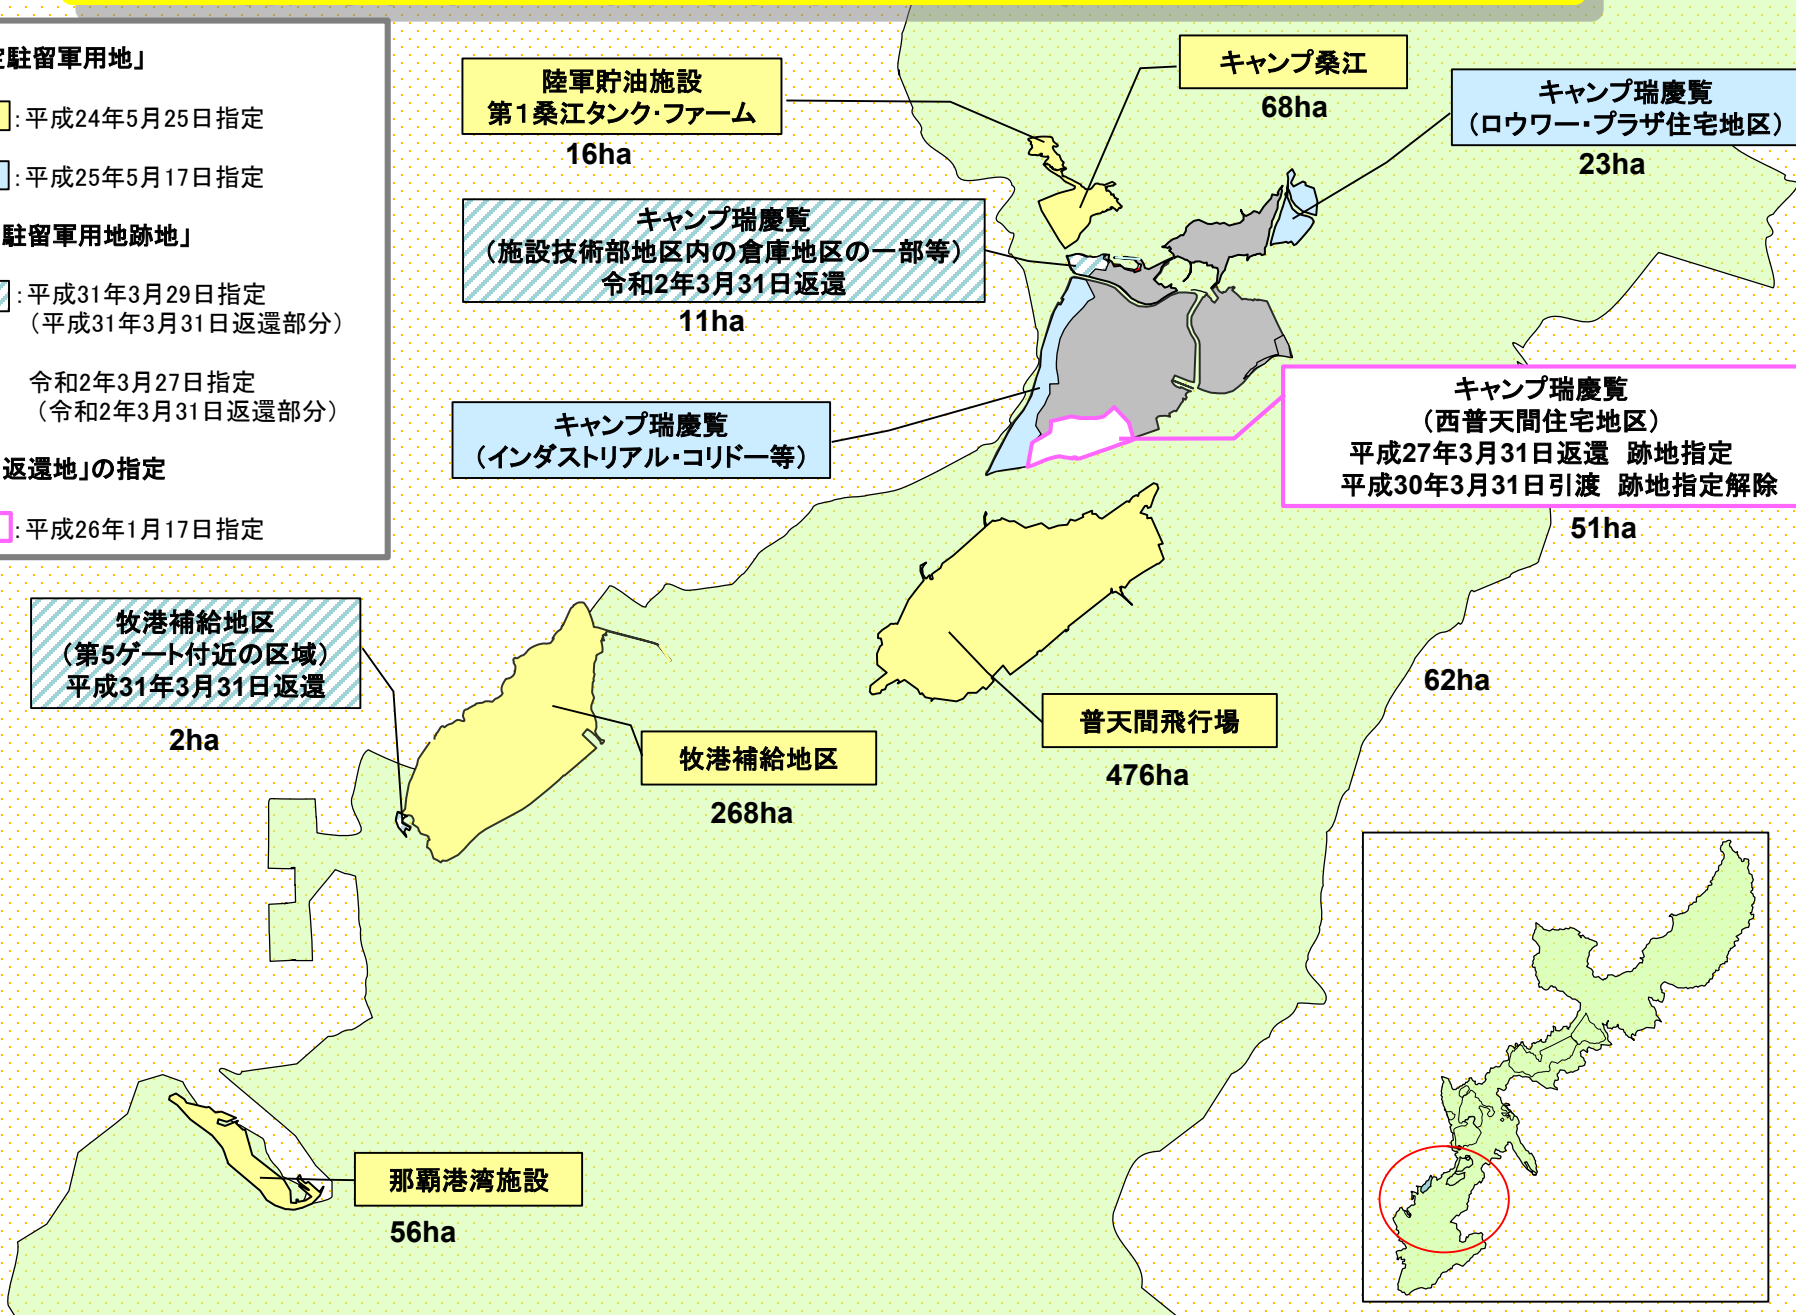 定駐留軍用地」
：平成24年5月25日指定
：平成25年5月17日指定
駐留軍用地跡地」
：平成31年3月29日指定
（平成31年3月31日返還部分）
令和2年3月27日指定
（令和2年3月31日返還部分）
返還地」の指定
：平成26年1月17日指定
陸軍貯油施設
第1桑江タンク・ファーム
16ha
キャンプ桑江
68ha
キャンプ瑞慶覧
（ロウワー・プラザ住宅地区）
23ha
キャンプ瑞慶覧
（施設技術部地区内の倉庫地区の一部等）
令和2年3月31日返還
11ha
キャンプ瑞慶覧
（インダストリアル・コリドー等）
キャンプ瑞慶覧
（西普天間住宅地区）
平成27年3月31日返還 跡地指定
平成30年3月31日引渡 跡地指定解除
51ha
62ha
牧港補給地区
（第5ゲート付近の区域）
平成31年3月31日返還
2ha
牧港補給地区
268ha
普天間飛行場
476ha
那覇港湾施設
56ha